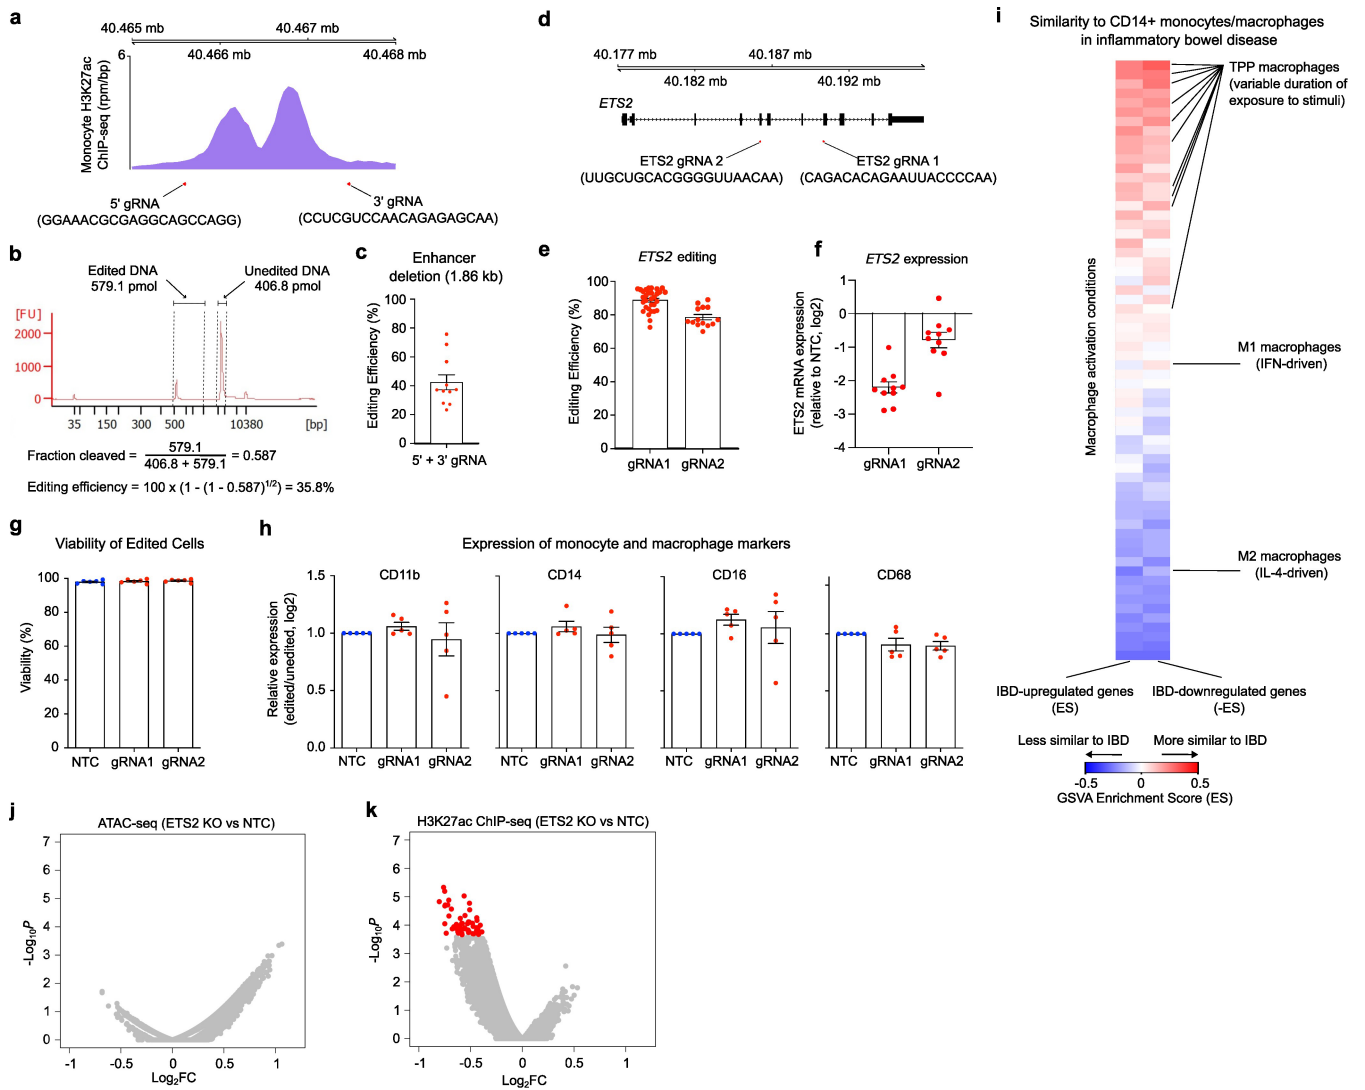 a
40.465 mb
40.467 mb
40.466 mb
40.468 mb
6
Monocyte H3K27ac
ChIP-seq (rpm/bp)
5' gRNA
(GGAAACGCGAGGCAGCCAGG)
3' gRNA
(CCUCGUCCAACAGAGAGCAA)
b
Edited DNA
579.1 pmol
Unedited DNA
406.8 pmol
[FU]
2000
1000
0
35
150
300
500
10380
[bp]
Fraction cleaved = 579.1 / 406.8 + 579.1 = 0.587
Editing efficiency = 100 x (1 - (1 - 0.587)1/2) = 35.8%
c
Enhancer
deletion (1.86 kb)
Editing Efficiency (%)
100
80
60
40
20
0
5' + 3' gRNA
d
40.177 mb
40.187 mb
40.182 mb
40.192 mb
ETS2
ETS2 gRNA 2
(UUGCUGCACGGGGUUAACAA)
ETS2 gRNA 1
(CAGACACAGAAUUACCCCAA)
e
ETS2 editing
Editing Efficiency (%)
100
80
60
40
20
0
gRNA1
gRNA2
f
ETS2 expression
ETS2 mRNA expression
(relative to NTC, log2)
1
0
-1
-2
-3
-4
gRNA1
gRNA2
g
Viability of Edited Cells
Viability (%)
100
80
60
40
20
0
NTC
gRNA1
gRNA2
h
Expression of monocyte and macrophage markers
Relative expression
(edited/unedited, log2)
1.5
1.0
0.5
0.0
CD11b
CD14
CD16
CD68
NTC
gRNA1
gRNA2
NTC
gRNA1
gRNA2
NTC
gRNA1
gRNA2
NTC
gRNA1
gRNA2
i
Similarity to CD14+ monocytes/macrophages
in inflammatory bowel disease
Macrophage activation conditions
TPP macrophages
(variable duration of
exposure to stimuli)
M1 macrophages
(IFN-driven)
M2 macrophages
(IL-4-driven)
IBD-upregulated genes
(ES)
IBD-downregulated genes
(-ES)
Less similar to IBD
More similar to IBD
-0.5
0
0.5
GSVA Enrichment Score (ES)
j
ATAC-seq (ETS2 KO vs NTC)
-Log10P
7
6
5
4
3
2
1
0
-1
-0.5
0
0.5
1
Log2FC
k
H3K27ac ChIP-seq (ETS2 KO vs NTC)
-Log10P
7
6
5
4
3
2
1
0
-1
-0.5
0
0.5
1
Log2FC